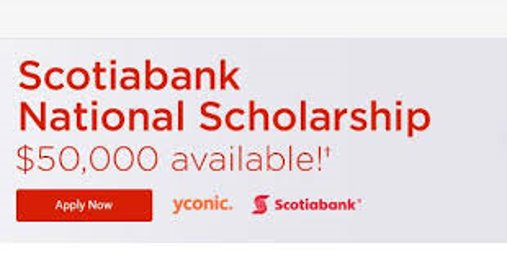 Scotiabank
National Scholarship
$50,000 available!†
Apply Now yconic. Scotiabank®